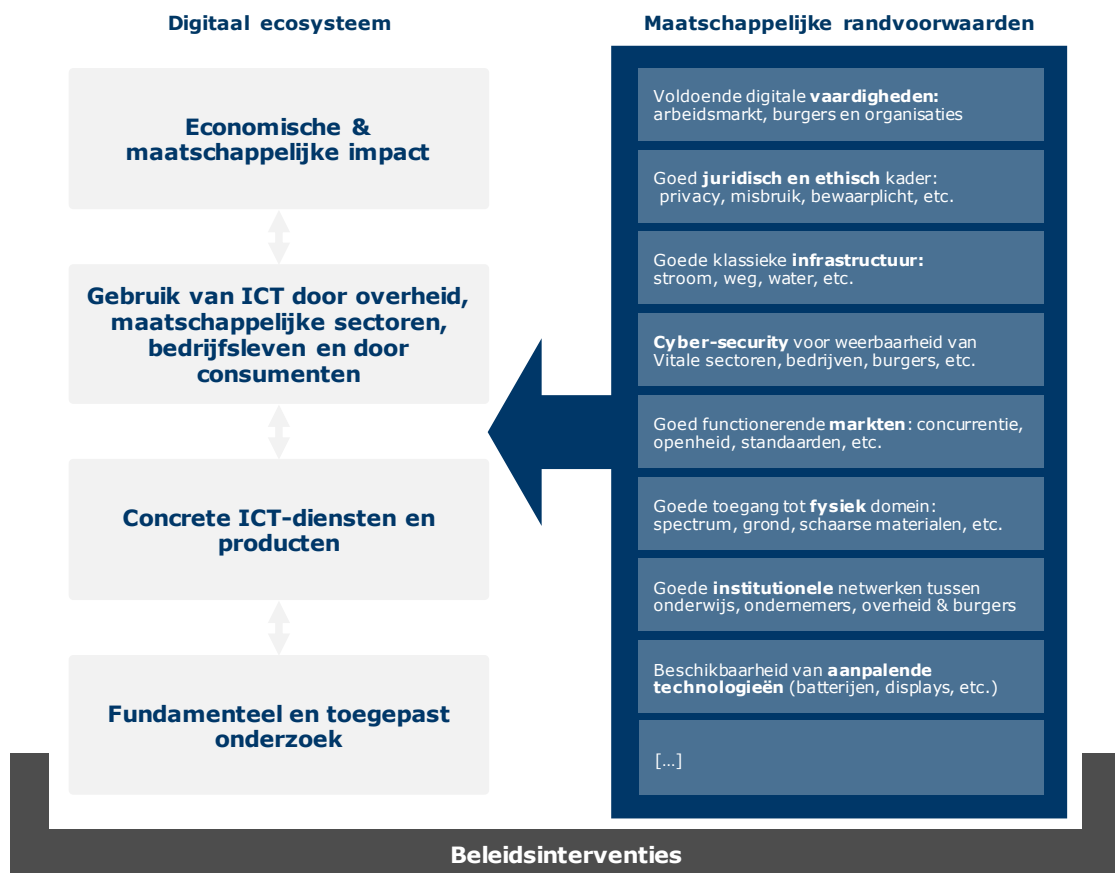 Digitaal ecosysteem
Economische &
maatschappelijke impact
Gebruik van ICT door overheid,
maatschappelijke sectoren,
bedrijfsleven en door
consumenten
Concrete ICT-diensten en
producten
Fundamenteel en toegepast
onderzoek
Maatschappelijke randvoorwaarden
Voldoende digitale vaardigheden:
arbeidsmarkt, burgers en organisaties
Goed juridisch en ethisch kader:
privacy, misbruik, bewaarplicht, etc.
Goede klassieke infrastructuur:
stroom, weg, water, etc.
Cyber-security voor weerbaarheid van
Vitale sectoren, bedrijven, burgers, etc.
Goed functionerende markten: concurrentie,
openheid, standaarden, etc.
Goede toegang tot fysiek domein:
spectrum, grond, schaarse materialen, etc.
Goede institutionele netwerken tussen
onderwijs, ondernemers, overheid & burgers
Beschikbaarheid van aanpalende
technologieën (batterijen, displays, etc.)
[...]
Beleidsinterventies